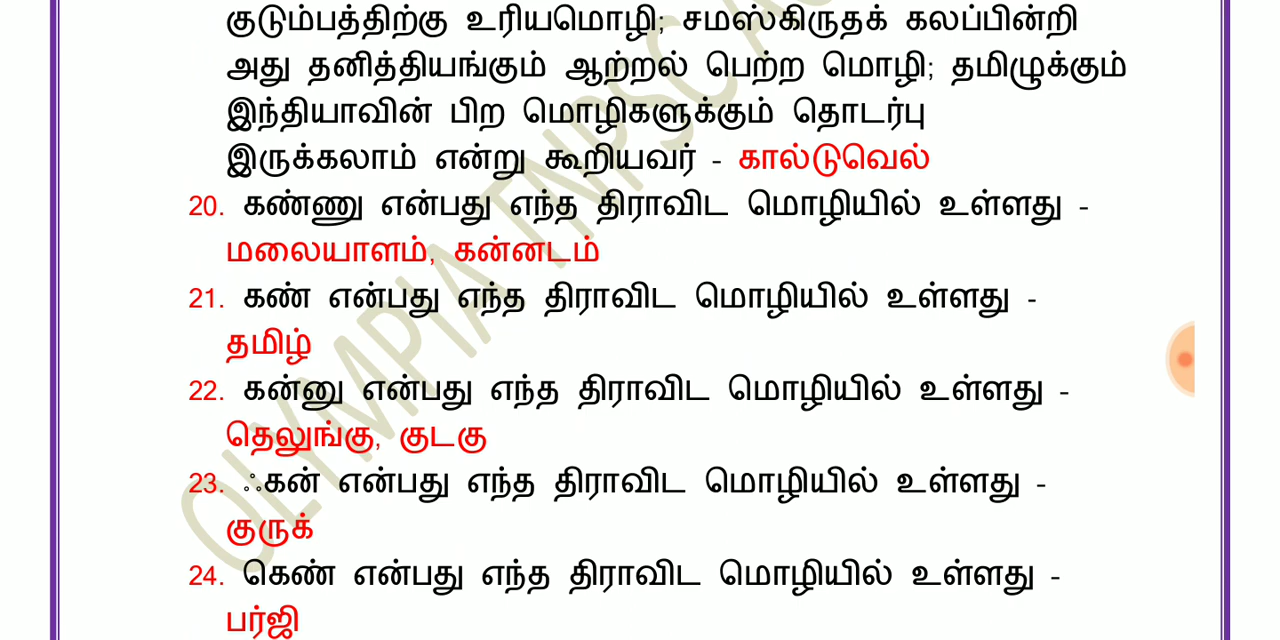 குடும்பத்திற்கு உரியமொழி; சமஸ்கிருதக் கலப்பின்றி
அது தனித்தியங்கும் ஆற்றல் பெற்ற மொழி; தமிழுக்கும்
இந்தியாவின் பிற மொழிகளுக்கும் தொடர்பு
இருக்கலாம் என்று கூறியவர் - கால்டுவெல்
20. கண்ணு என்பது எந்த திராவிட மொழியில் உள்ளது -
மலையாளம், கன்னடம்
21. கண் என்பது எந்த திராவிட மொழியில் உள்ளது -
தமிழ்
22. கன்னு என்பது எந்த திராவிட மொழியில் உள்ளது -
தெலுங்கு, குடகு
23. ஃகன் என்பது எந்த திராவிட மொழியில் உள்ளது -
குருக்
24. கெண் என்பது எந்த திராவிட மொழியில் உள்ளது -
பர்ஜி
OLYMPIA TNPSC